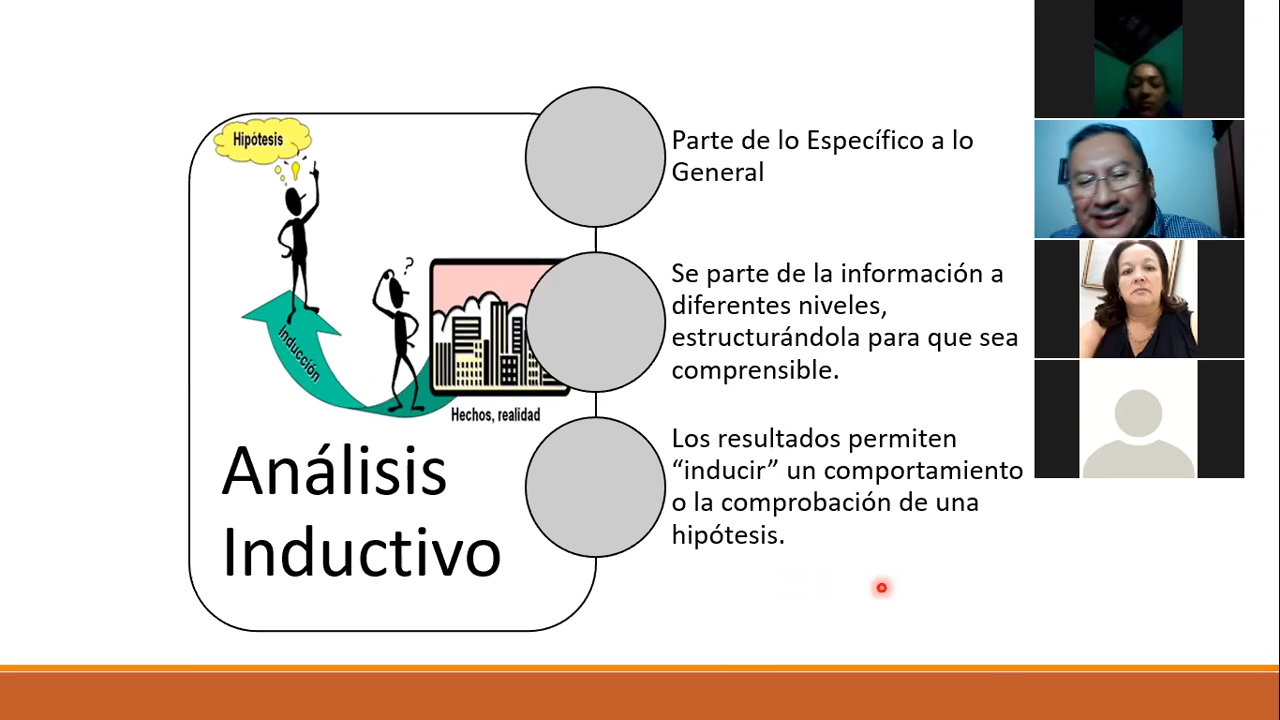 Hipótesis
Inducción
?
Hechos, realidad
Análisis
Inductivo
Parte de lo Específico a lo
General
Se parte de la información a
diferentes niveles,
estructurándola para que sea
comprensible.
Los resultados permiten
“inducir” un comportamiento
o la comprobación de una
hipótesis.